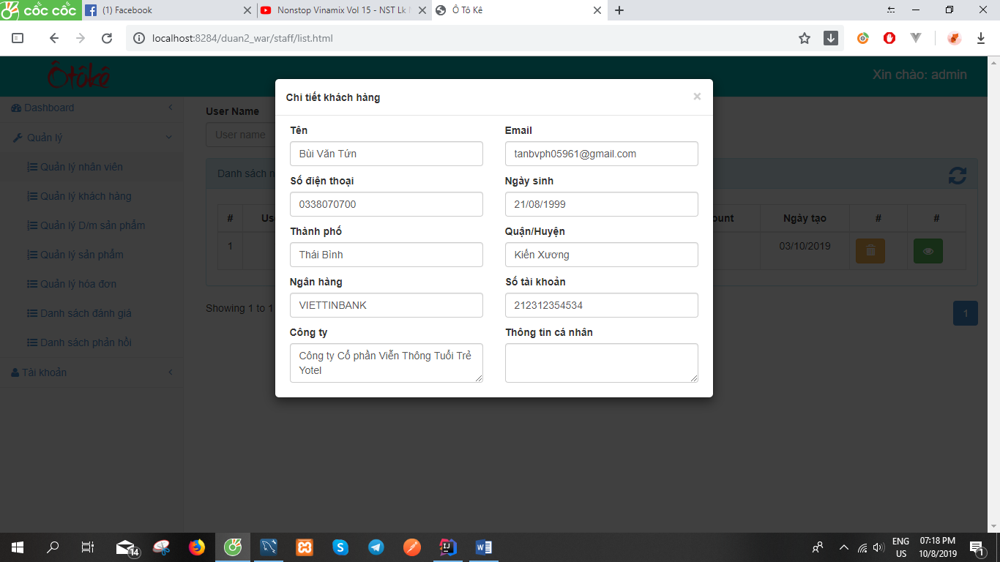 cốc cốc
(1) Facebook
Nonstop Vinamix Vol 15 - NST Lk
Ô Tô Kê
localhost:8284/duan2_war/staff/list.html
Ôtôkê
Xin chào: admin
Dashboard
Quản lý
Quản lý nhân viên
Quản lý khách hàng
Quản lý D/m sản phẩm
Quản lý sản phẩm
Quản lý hóa đơn
Danh sách đánh giá
Danh sách phản hồi
Tài khoản
User Name
User name
Danh sách n
#
Us
ount
Ngày tạo
#
#
1
03/10/2019
Showing 1 to 1
1
Chi tiết khách hàng
×
Tên
Email
Bùi Văn Tứn
tanbvph05961@gmail.com
Số điện thoại
Ngày sinh
0338070700
21/08/1999
Thành phố
Quận/Huyện
Thái Bình
Kiến Xương
Ngân hàng
Số tài khoản
VIETTINBANK
212312354534
Công ty
Thông tin cá nhân
Công ty Cổ phần Viễn Thông Tuổi Trẻ
Yotel
14
ENG
US
07:18 PM
10/8/2019
1